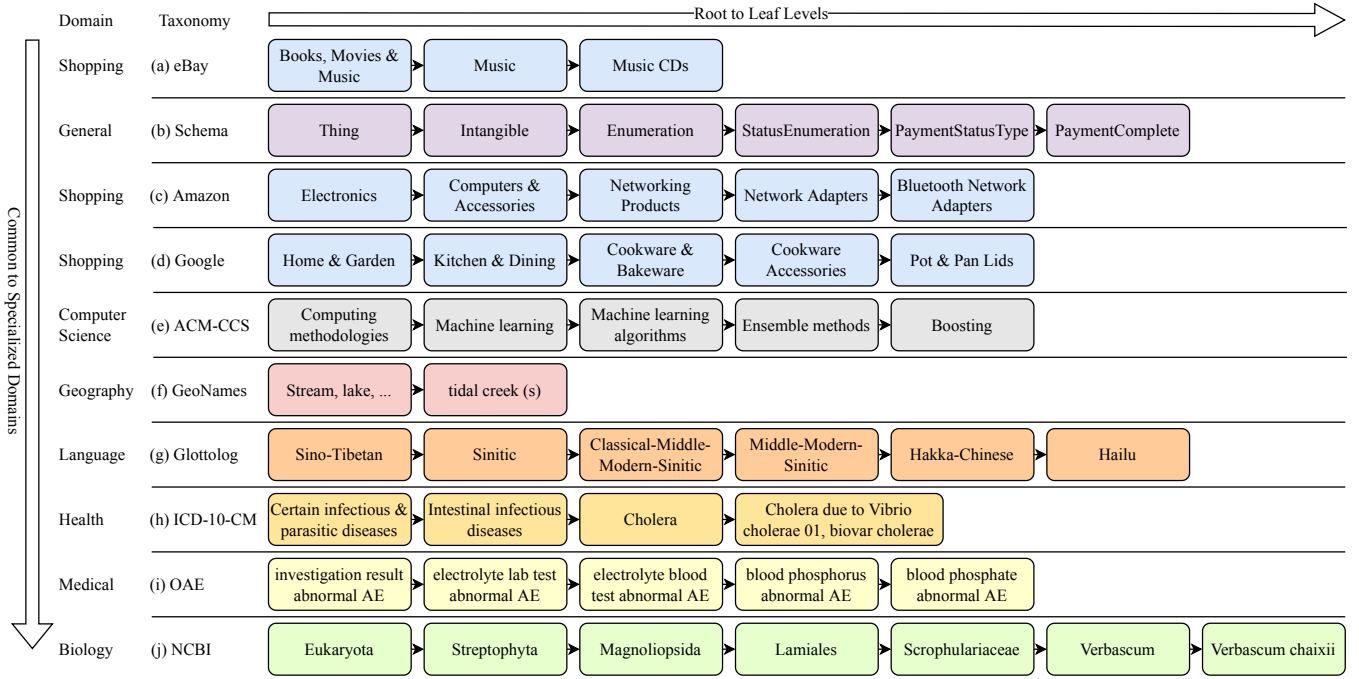 Domain
Taxonomy
Root to Leaf Levels
Common to Specialized Domains
Shopping
(a) eBay
Books, Movies &
Music
Music
Music CDs
General
(b) Schema
Thing
Intangible
Enumeration
StatusEnumeration
PaymentStatusType
PaymentComplete
Shopping
(c) Amazon
Electronics
Computers &
Accessories
Networking
Products
Network Adapters
Bluetooth Network
Adapters
Shopping
(d) Google
Home & Garden
Kitchen & Dining
Cookware &
Bakeware
Cookware
Accessories
Pot & Pan Lids
Computer
Science
(e) ACM-CCS
Computing
methodologies
Machine learning
Machine learning
algorithms
Ensemble methods
Boosting
Geography
(f) GeoNames
Stream, lake, ...
tidal creek (s)
Language
(g) Glottolog
Sino-Tibetan
Sinitic
Classical-Middle-
Modern-Sinitic
Middle-Modern-
Sinitic
Hakka-Chinese
Hailu
Health
(h) ICD-10-CM
Certain infectious &
parasitic diseases
Intestinal infectious
diseases
Cholera
Cholera due to Vibrio
cholerae 01, biovar cholerae
Medical
(i) OAE
investigation result
abnormal AE
electrolyte lab test
abnormal AE
electrolyte blood
test abnormal AE
blood phosphorus
abnormal AE
blood phosphate
abnormal AE
Biology
(j) NCBI
Eukaryota
Streptophyta
Magnoliopsida
Lamiales
Scrophulariaceae
Verbascum
Verbascum chaixii